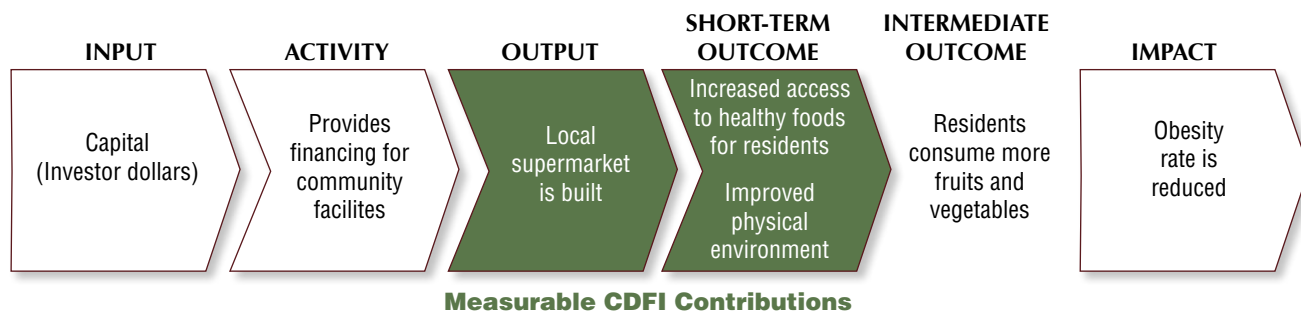 INPUT
Capital
(Investor dollars)
ACTIVITY
Provides
financing for
community
facilites
OUTPUT
Local
supermarket
is built
SHORT-TERM
OUTCOME
Increased access
to healthy foods
for residents
Improved
physical
environment
INTERMEDIATE
OUTCOME
Residents
consume more
fruits and
vegetables
IMPACT
Obesity
rate is
reduced
Measurable CDFI Contributions